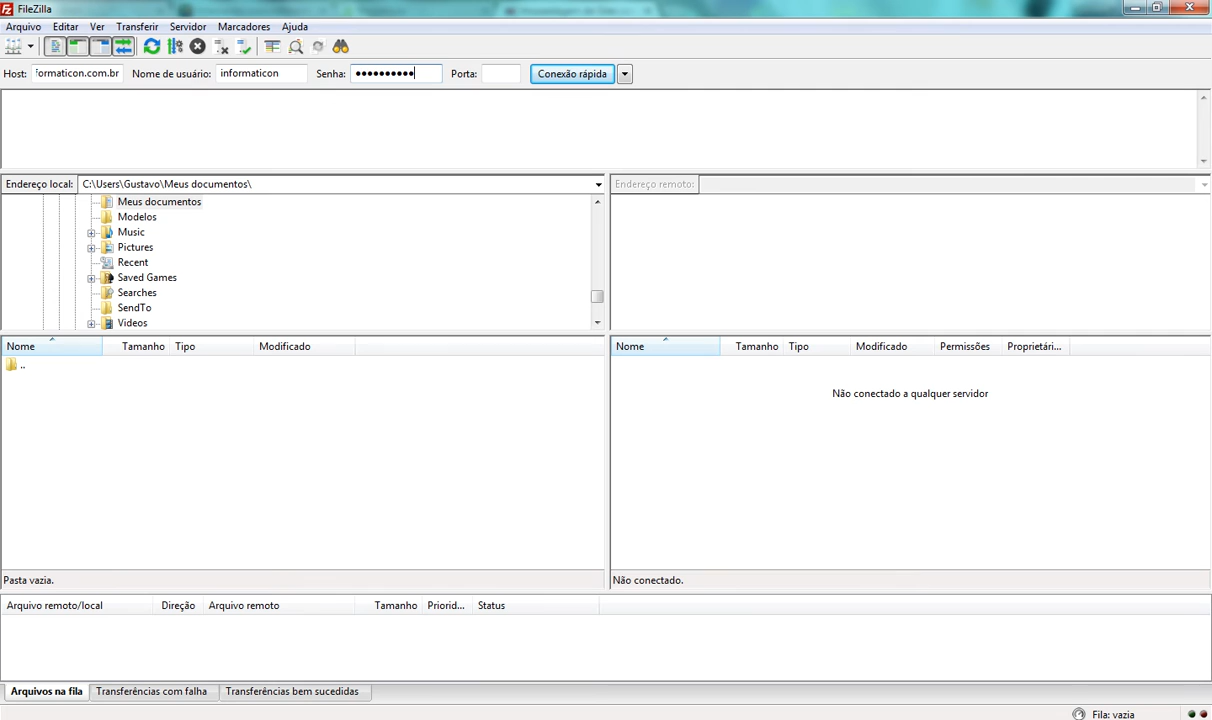 FileZilla
Arquivo Editar Ver Transferir Servidor Marcadores Ajuda
Host: formaticon.com.br Nome de usuário: informaticon Senha: ●●●●●●●●●● Porta: Conexão rápida
Endereço local: C:\Users\Gustavo\Meus documentos\ Endereço remoto:
Meus documentos
Modelos
Music
Pictures
Recent
Saved Games
Searches
SendTo
Videos
Nome Tamanho Tipo Modificado
..
Pasta vazia.
Nome Tamanho Tipo Modificado Permissões Proprietári...
Não conectado a qualquer servidor
Não conectado.
Arquivo remoto/local Direção Arquivo remoto Tamanho Priorid... Status
Arquivos na fila Transferências com falha Transferências bem sucedidas
Fila: vazia